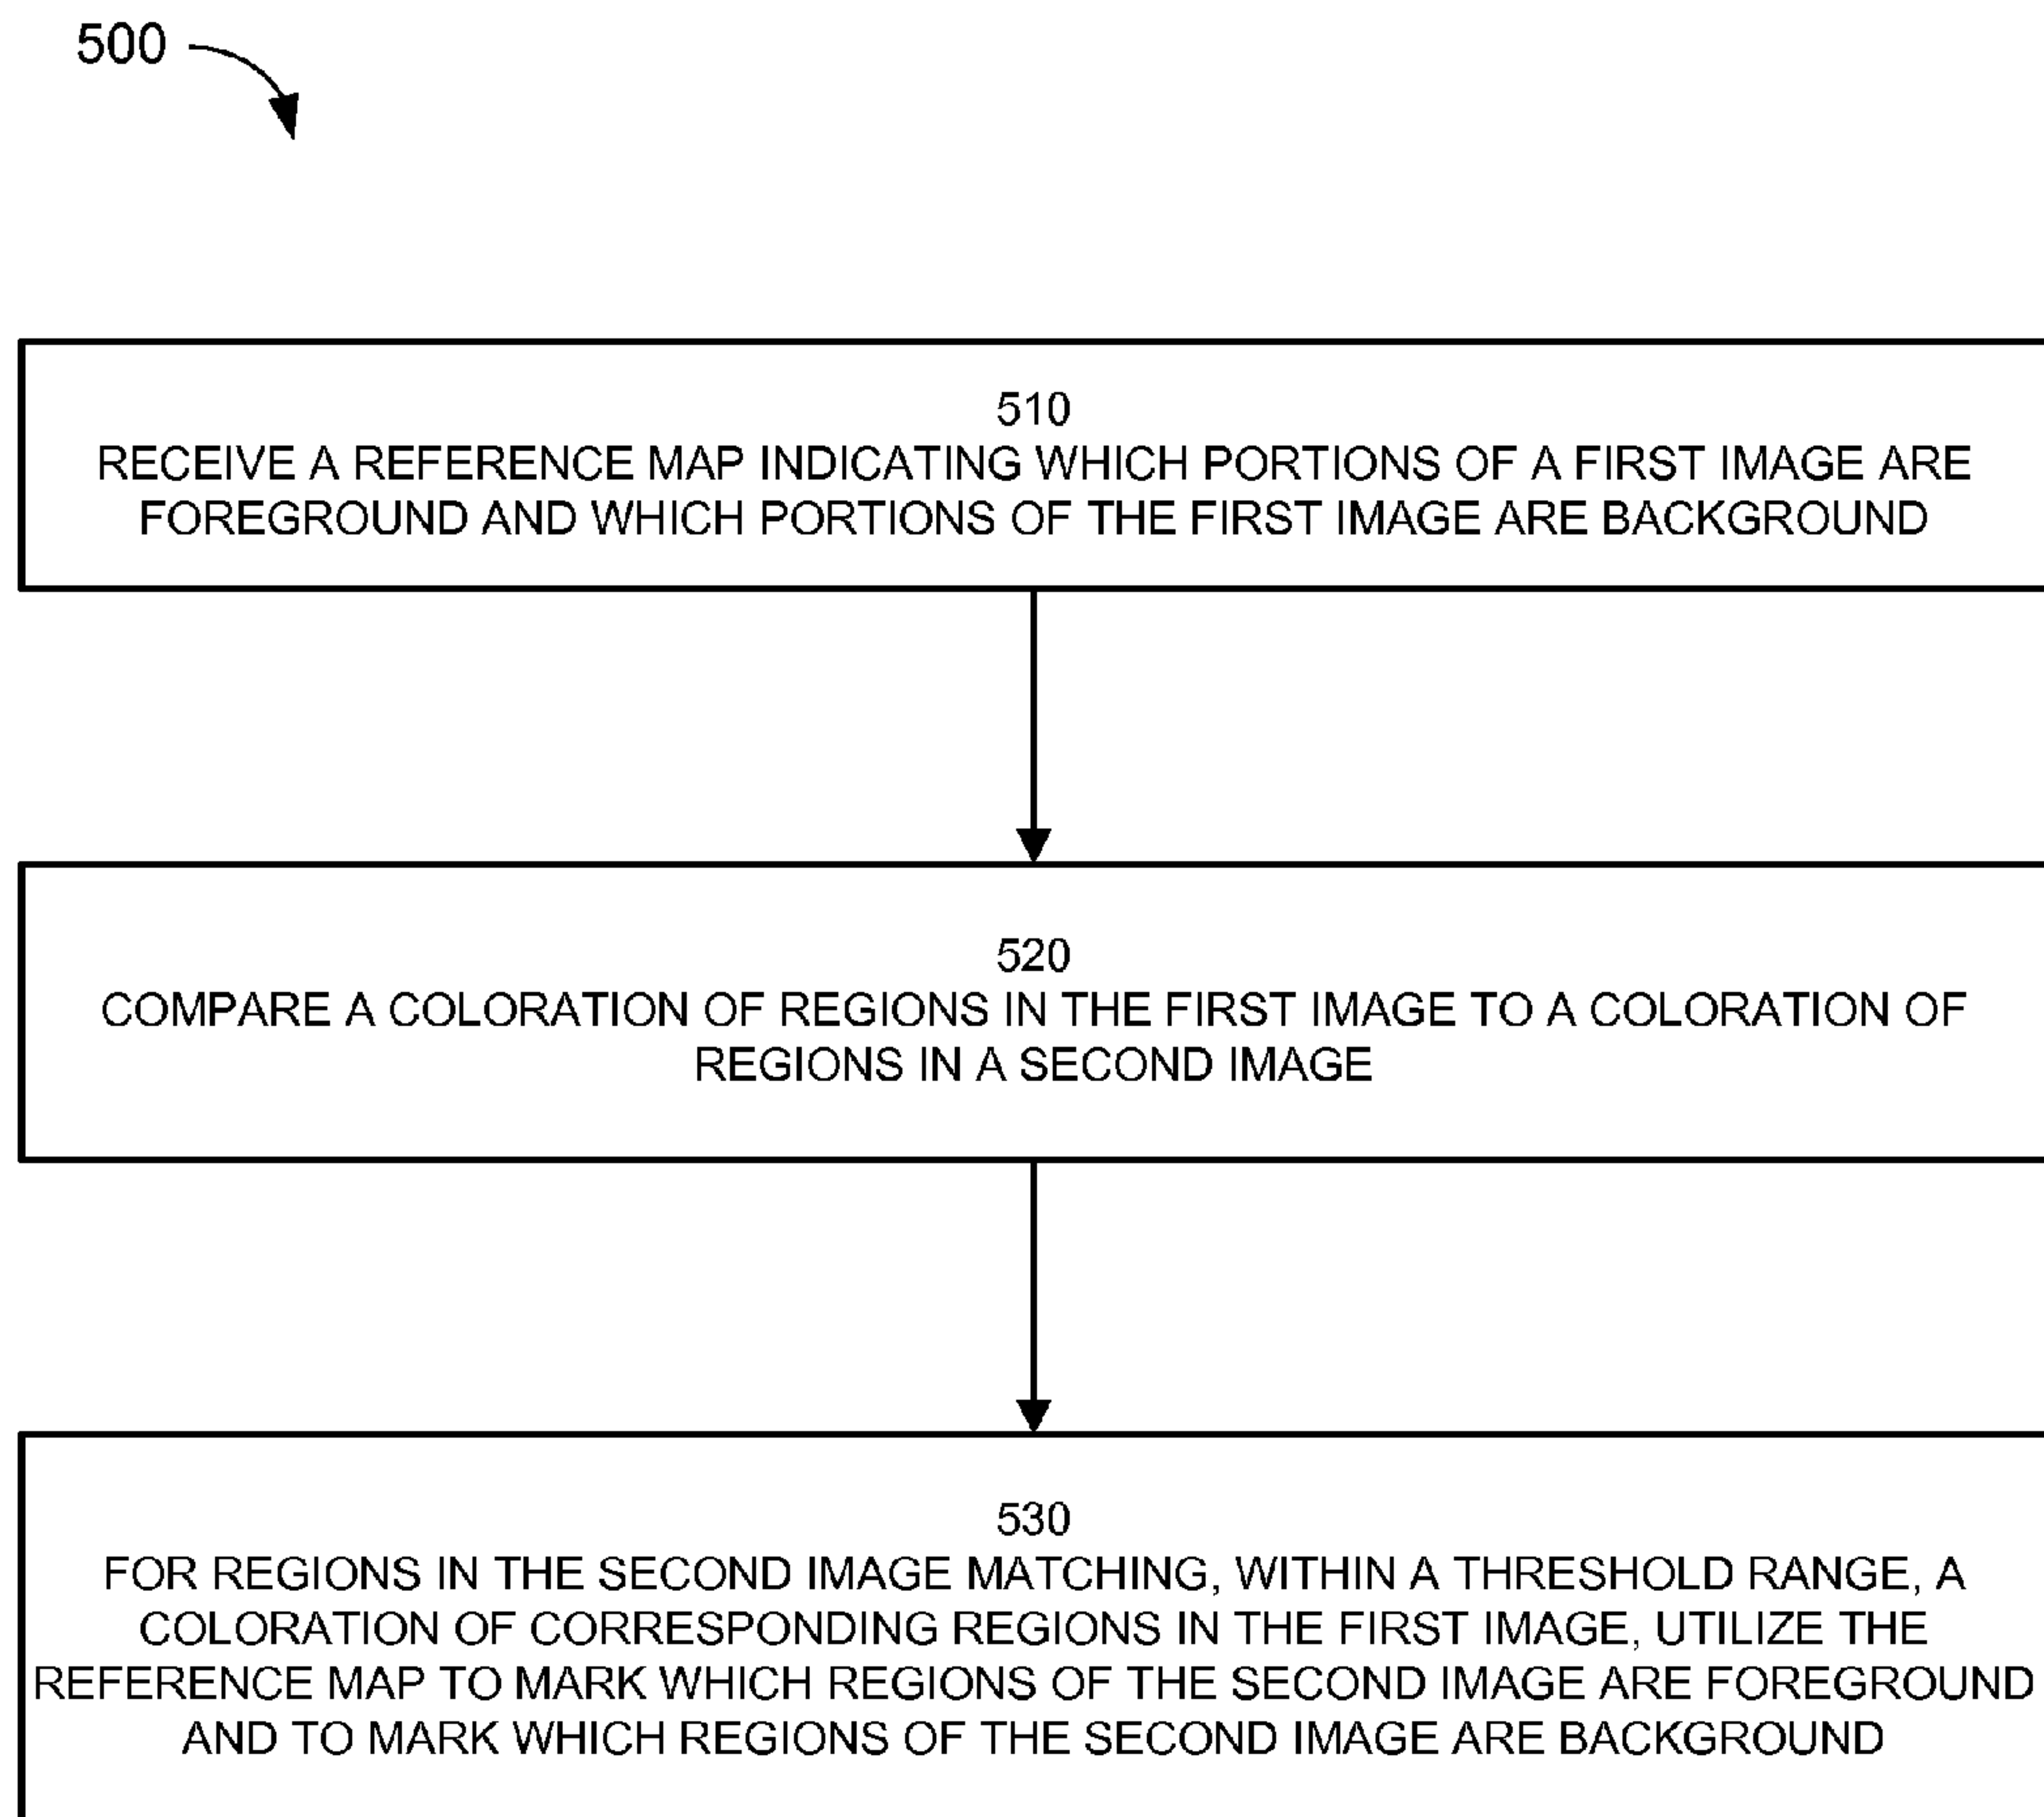 500
510
RECEIVE A REFERENCE MAP INDICATING WHICH PORTIONS OF A FIRST IMAGE ARE
FOREGROUND AND WHICH PORTIONS OF THE FIRST IMAGE ARE BACKGROUND
520
COMPARE A COLORATION OF REGIONS IN THE FIRST IMAGE TO A COLORATION OF
REGIONS IN A SECOND IMAGE
530
FOR REGIONS IN THE SECOND IMAGE MATCHING, WITHIN A THRESHOLD RANGE, A
COLORATION OF CORRESPONDING REGIONS IN THE FIRST IMAGE, UTILIZE THE
REFERENCE MAP TO MARK WHICH REGIONS OF THE SECOND IMAGE ARE FOREGROUND
AND TO MARK WHICH REGIONS OF THE SECOND IMAGE ARE BACKGROUND